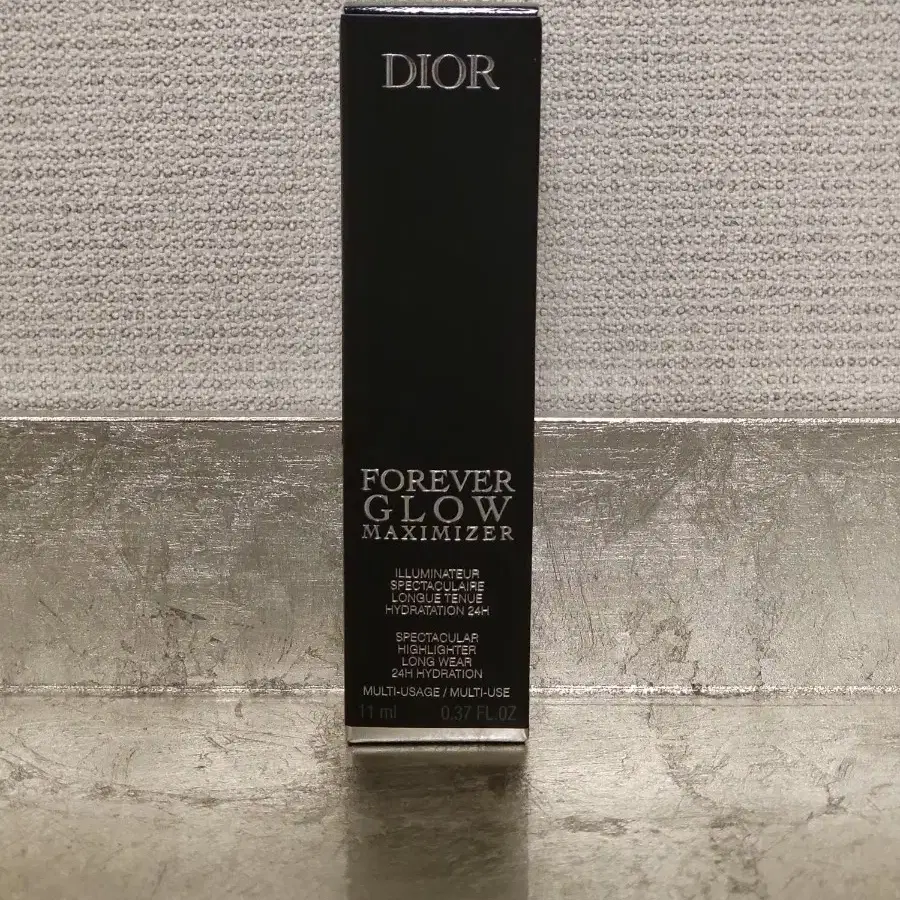 DIOR
FOREVER
GLOW
MAXIMIZER
ILLUMINATEUR
SPECTACULAIRE
LONGUE TENUE
HYDRATATION 24H
SPECTACULAR
HIGHLIGHTER
LONG WEAR
24H HYDRATION
MULTI-USAGE / MULTI-USE
11 ml 0.37 FL.OZ